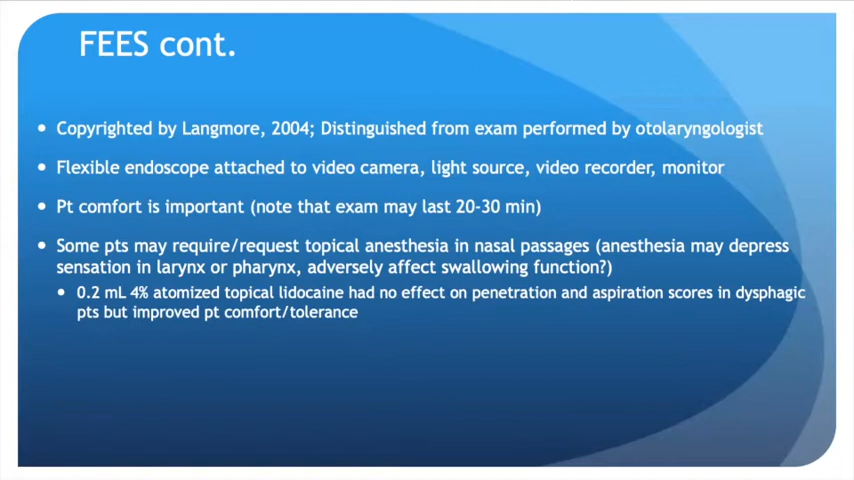 FEES cont.
• Copyrighted by Langmore, 2004; Distinguished from exam performed by otolaryngologist
• Flexible endoscope attached to video camera, light source, video recorder, monitor
• Pt comfort is important (note that exam may last 20-30 min)
• Some pts may require/request topical anesthesia in nasal passages (anesthesia may depress
sensation in larynx or pharynx, adversely affect swallowing function?)
• 0.2 mL 4% atomized topical lidocaine had no effect on penetration and aspiration scores in dysphagic
pts but improved pt comfort/tolerance